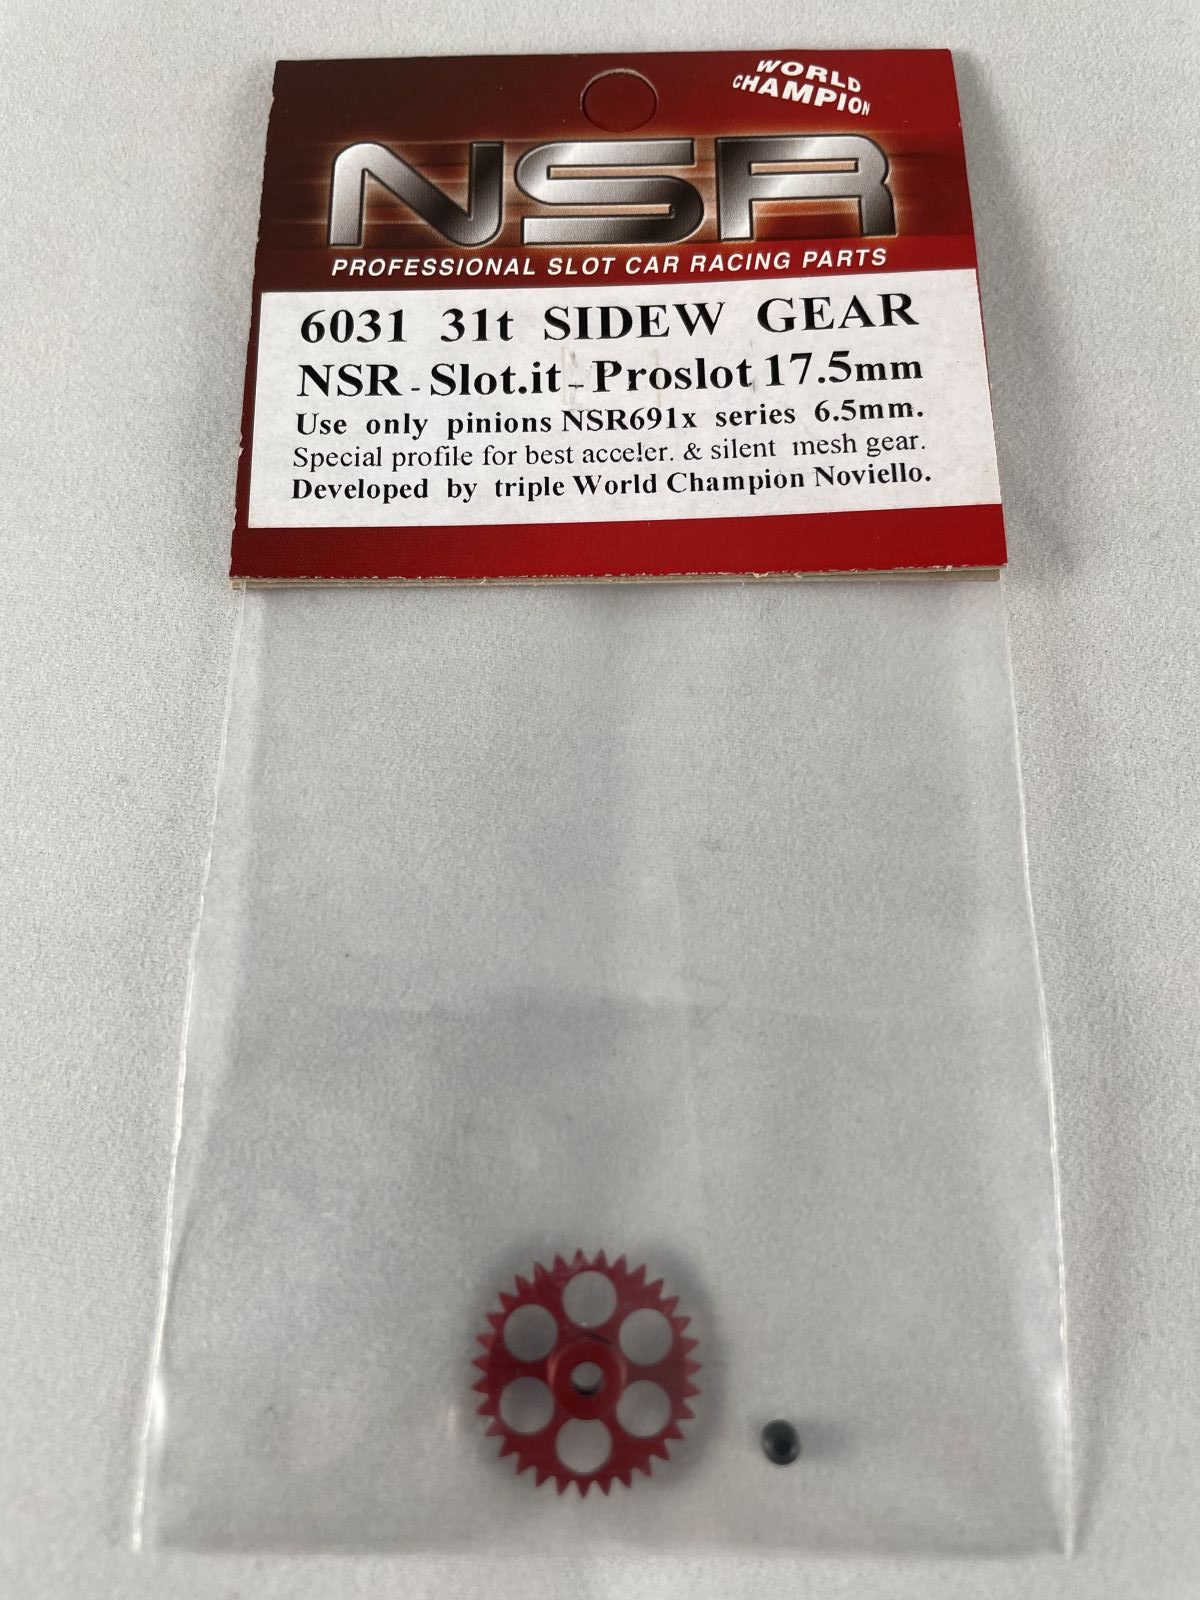 WORLD
CHAMPION
NSR
PROFESSIONAL SLOT CAR RACING PARTS
6031 31t SIDEW GEAR
NSR - Slot.it - Proslot 17.5mm
Use only pinions NSR691x series 6.5mm.
Special profile for best acceler. & silent mesh gear.
Developed by triple World Champion Noviello.